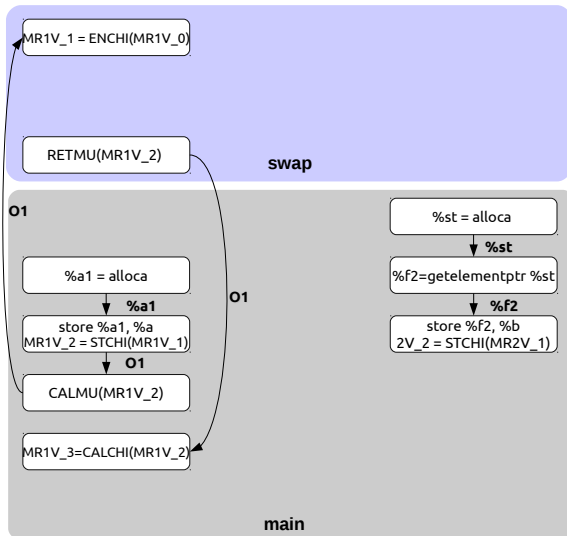 MR1V_1 = ENCHI(MR1V_0)
RETMU(MR1V_2)
swap
O1
%st = alloca
%st
%a1 = alloca
%f2=getelementptr %st
O1
%a1
%f2
store %a1, %a
MR1V_2 = STCHI(MR1V_1)
store %f2, %b
2V_2 = STCHI(MR2V_1)
O1
CALMU(MR1V_2)
MR1V_3=CALCHI(MR1V_2)
main